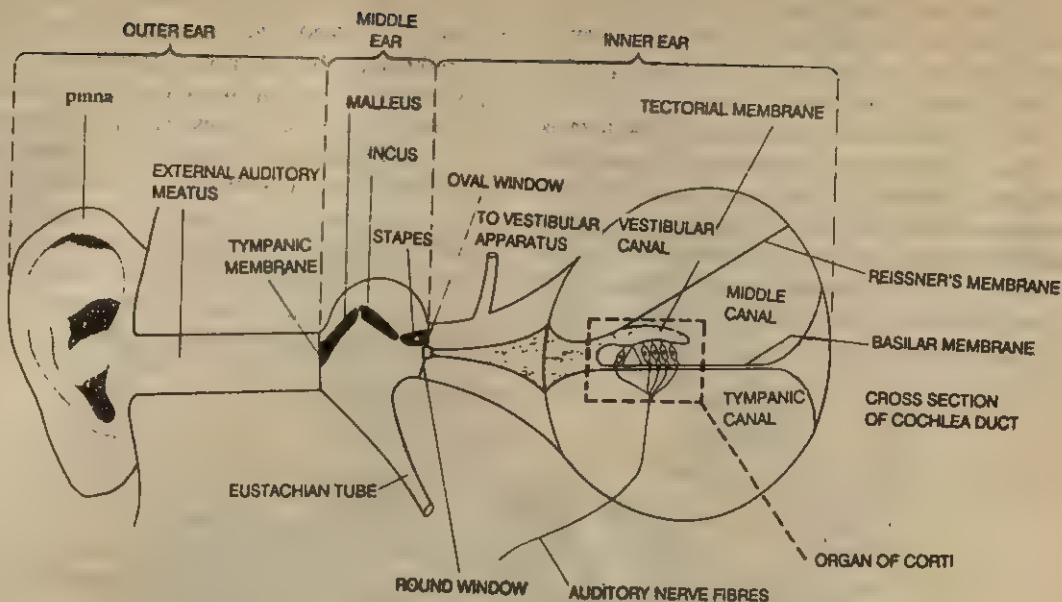 OUTER EAR
MIDDLE
EAR
INNER EAR
pinna
MALLEUS
TECTORIAL MEMBRANE
INCUS
EXTERNAL AUDITORY
MEATUS
OVAL WINDOW
TO VESTIBULAR
APPARATUS
VESTIBULAR
CANAL
STAPES
TYMPANIC
MEMBRANE
REISSNER'S MEMBRANE
MIDDLE
CANAL
BASILAR MEMBRANE
TYMPANIC
CANAL
CROSS SECTION
OF COCHLEA DUCT
EUSTACHIAN TUBE
ORGAN OF CORTI
ROUND WINDOW
AUDITORY NERVE FIBRES